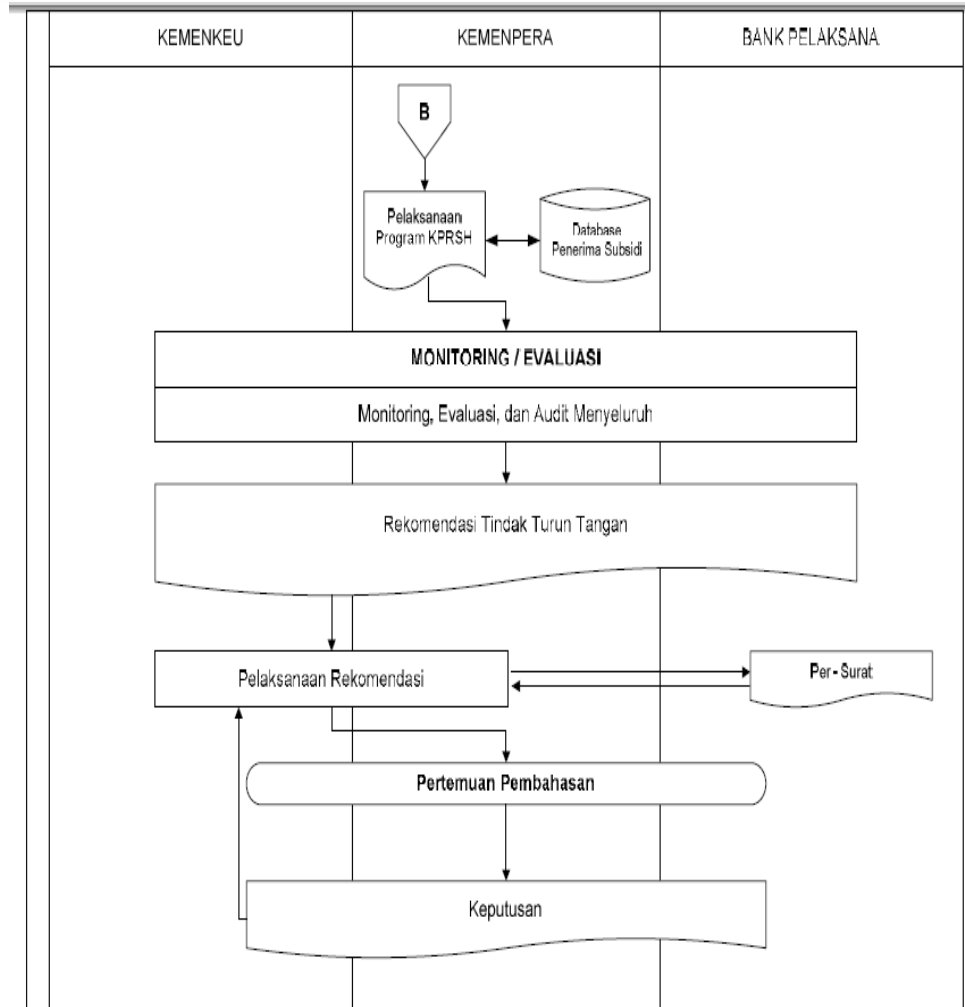 KEMENKEU
KEMENPERA
BANK PELAKSANA
B
Pelaksanaan
Program KPRSH
Database
Penerima Subsidi
MONITORING / EVALUASI
Monitoring, Evaluasi, dan Audit Menyeluruh
Rekomendasi Tindak Turun Tangan
Pelaksanaan Rekomendasi
Per - Surat
Pertemuan Pembahasan
Keputusan